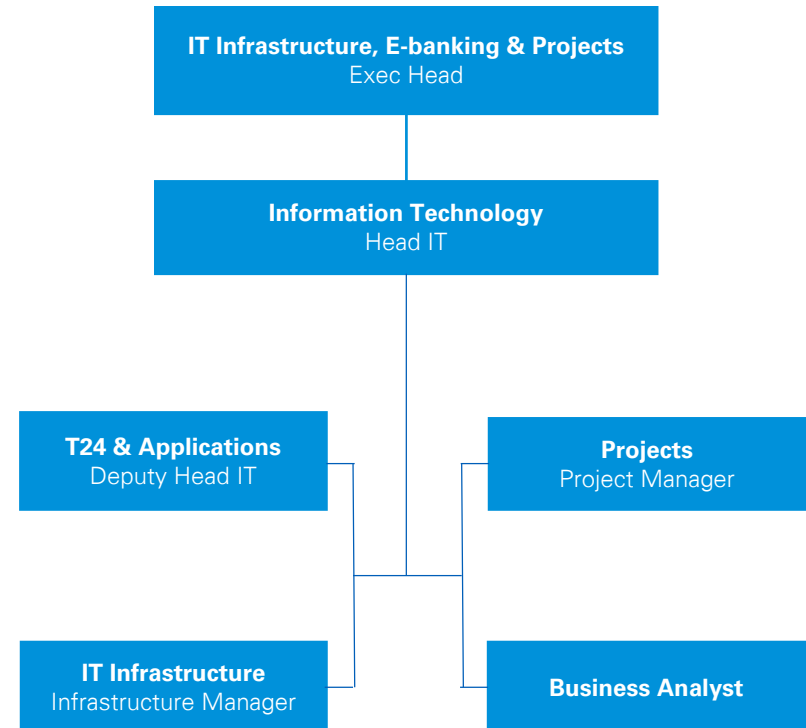 IT Infrastructure, E-banking & Projects
Exec Head
Information Technology
Head IT
T24 & Applications
Deputy Head IT
Projects
Project Manager
IT Infrastructure
Infrastructure Manager
Business Analyst